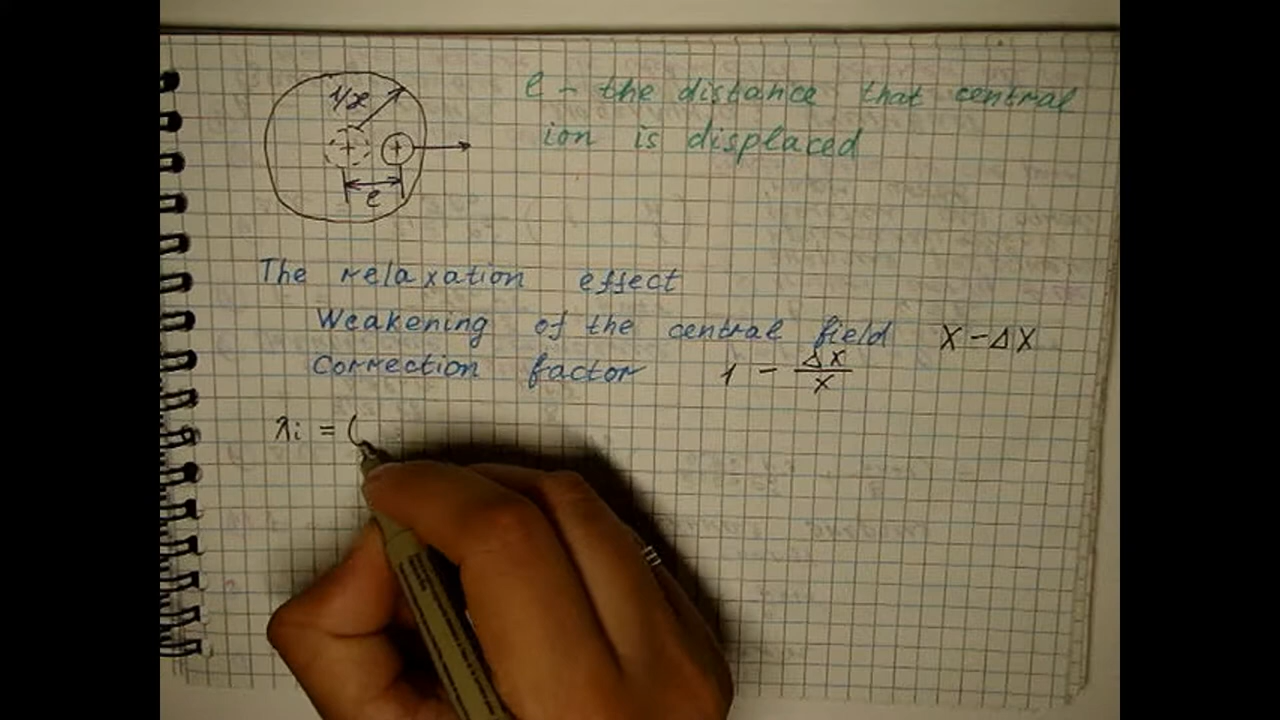 1/æ
+ +
e
e - the distance that central
ion is displaced
The relaxation effect
Weakening of the central field X - ΔX
Correction factor 1 - ΔX/X
λi = (